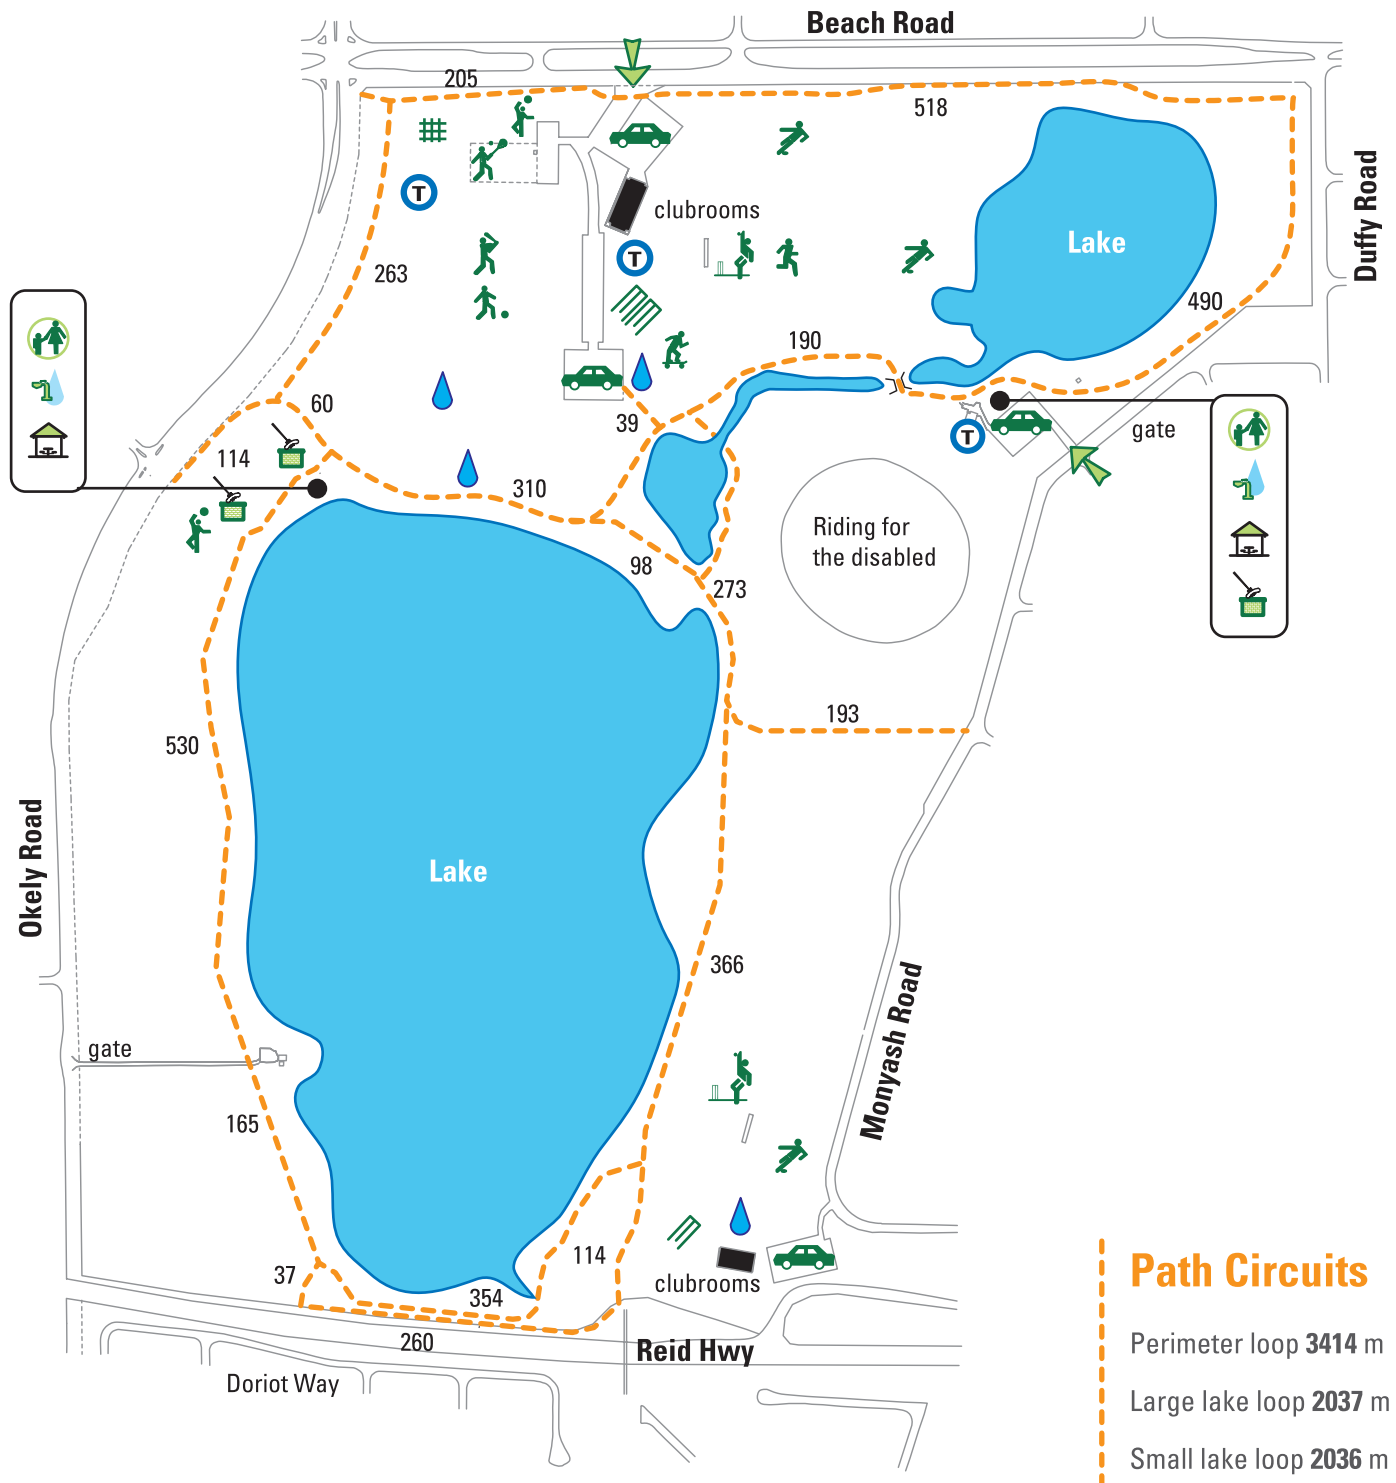 Beach Road
205
518
T
clubrooms
Lake
Duffy Road
T
263
490
190
60
39
T
gate
114
310
Riding for
the disabled
98
273
193
530
Okely Road
Lake
366
Monyash Road
gate
165
114
37
354
clubrooms
260
Reid Hwy
Doriot Way
Path Circuits
Perimeter loop 3414 m
Large lake loop 2037 m
Small lake loop 2036 m